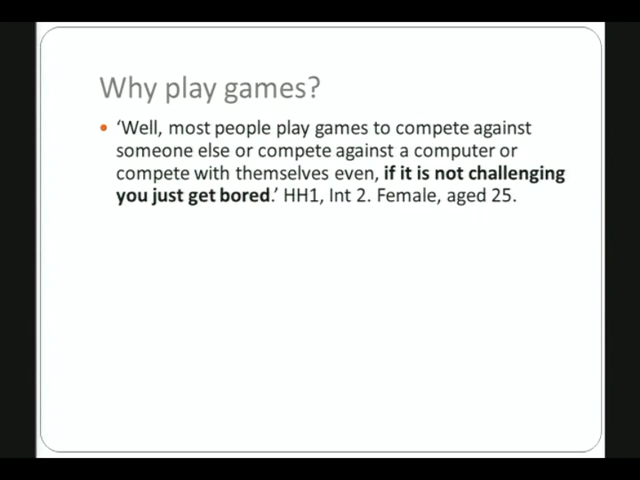 Why play games?
• ‘Well, most people play games to compete against
someone else or compete against a computer or
compete with themselves even, if it is not challenging
you just get bored.’ HH1, Int 2. Female, aged 25.